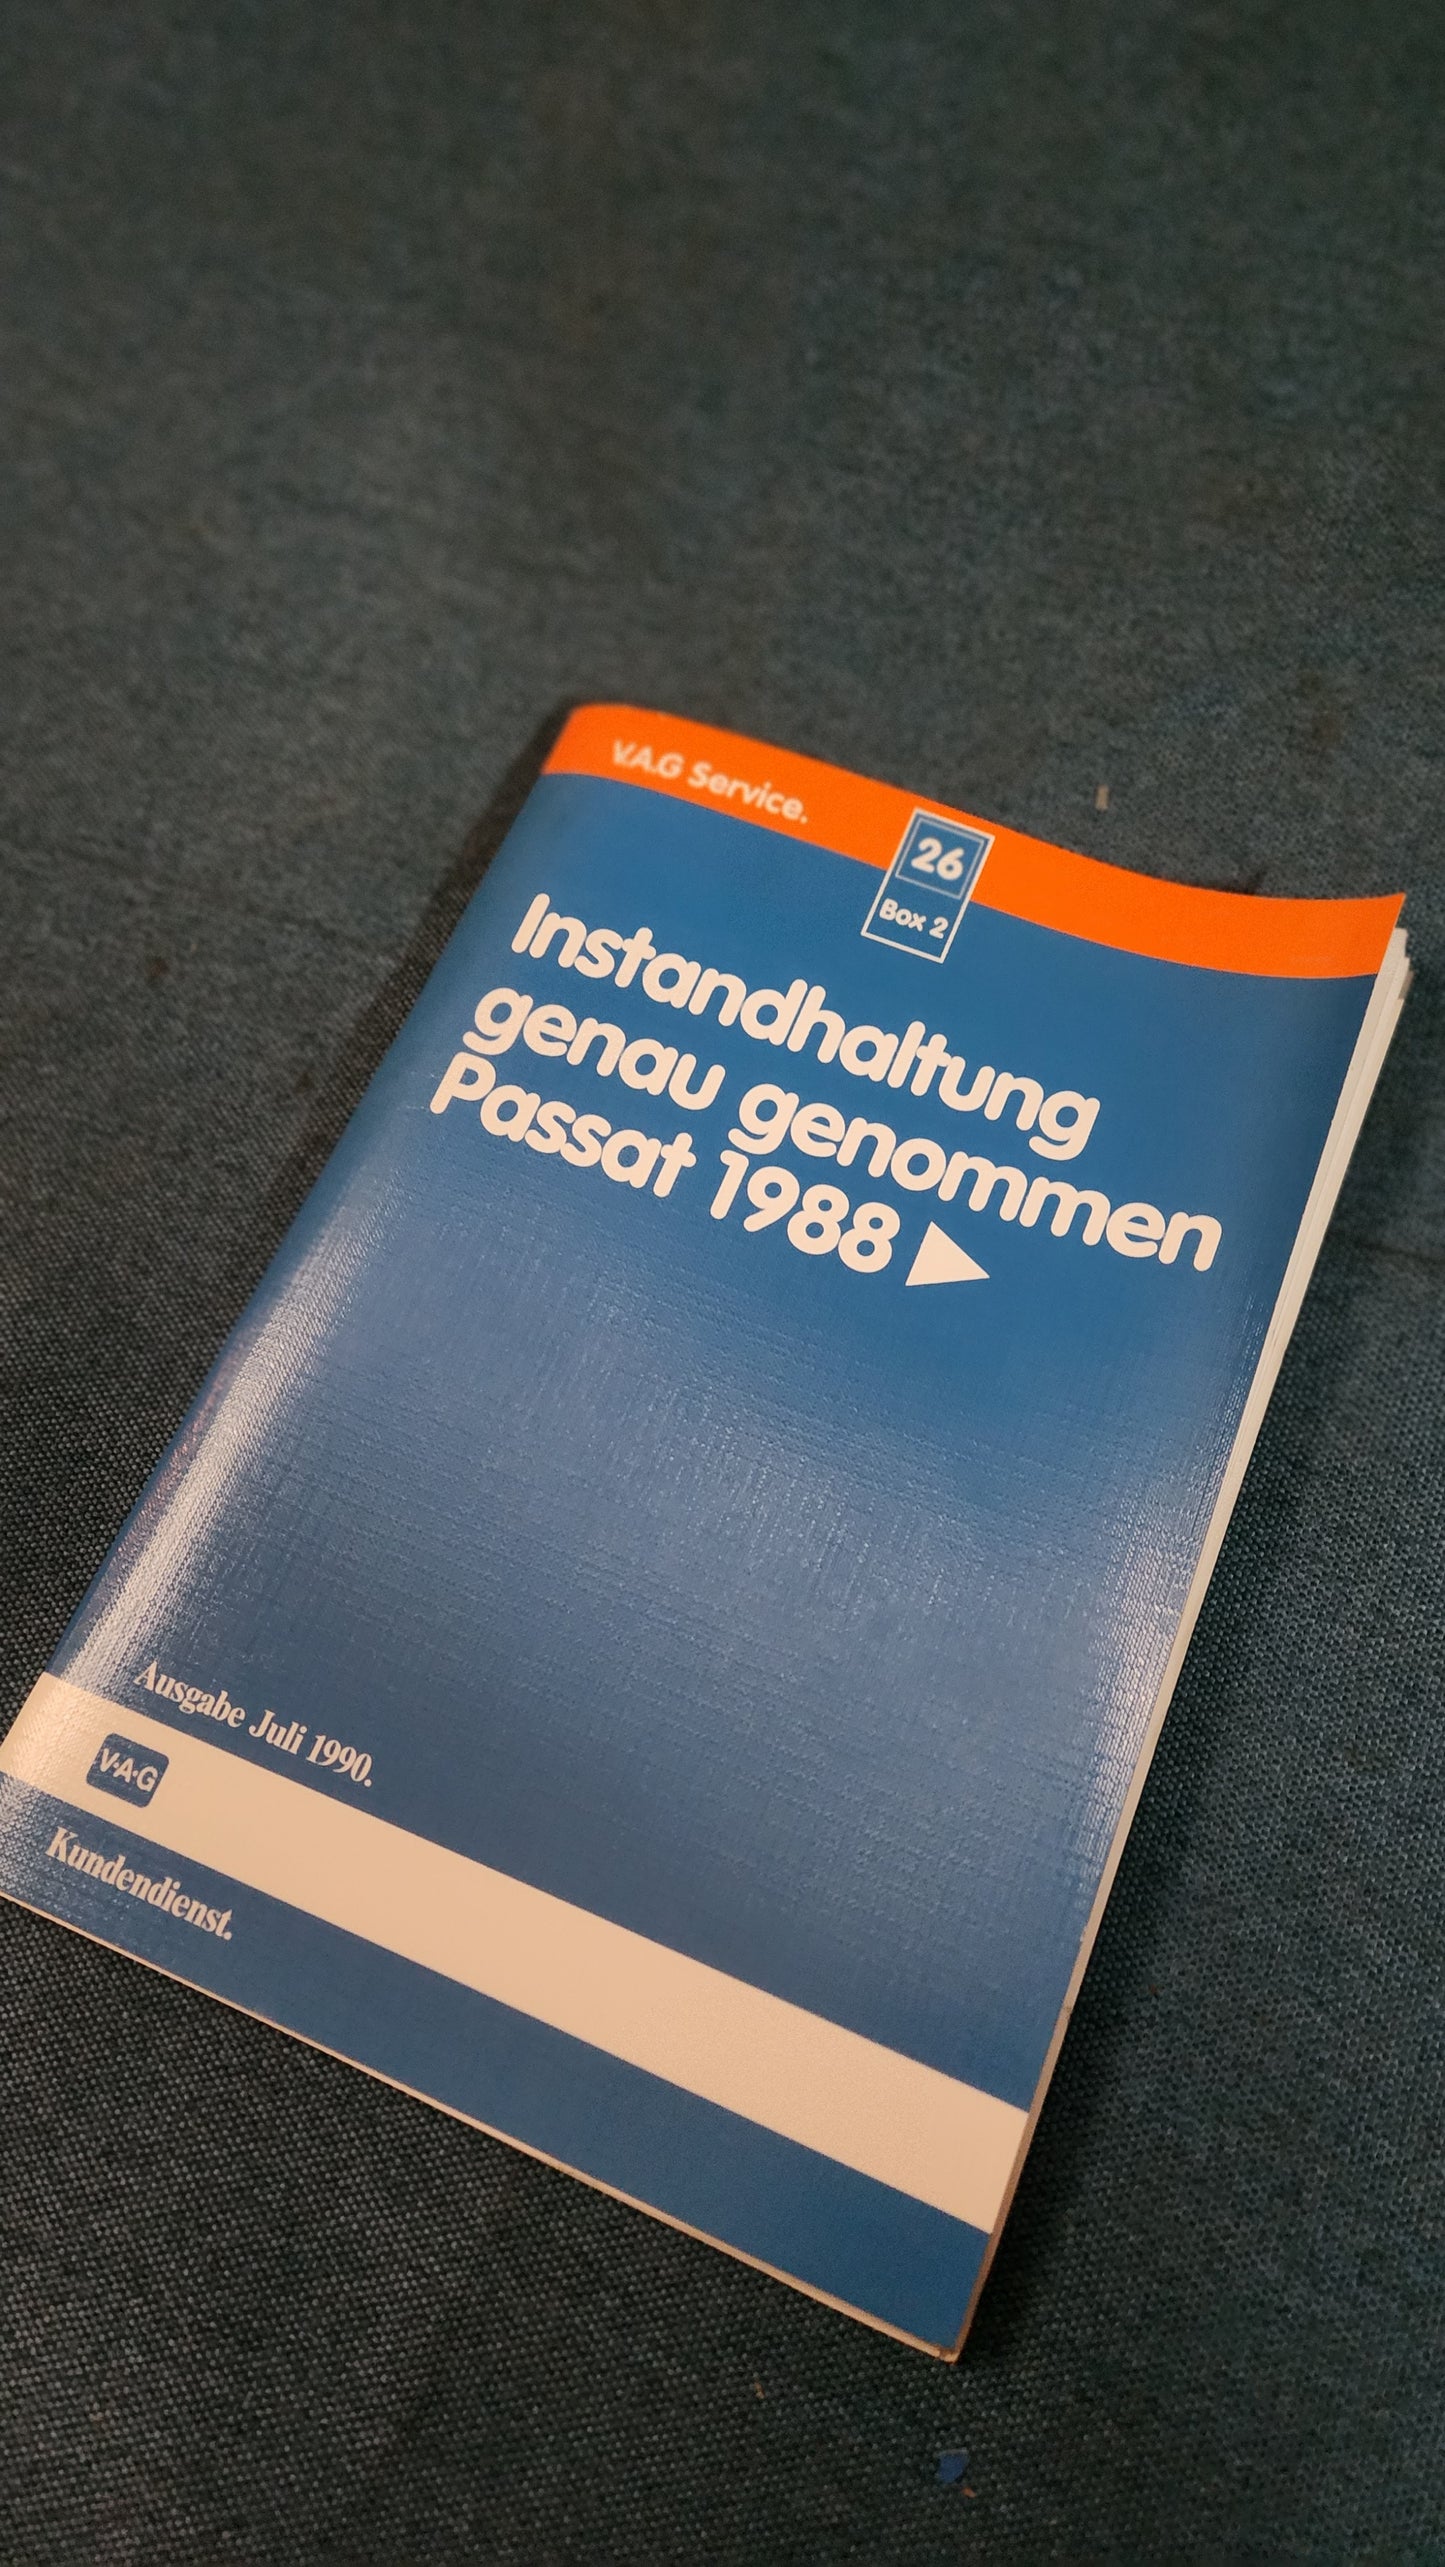 V.A.G Service.
26
Box 2
Instandhaltung
genau genommen
Passat 1988 ▶
Ausgabe Juli 1990.
V·A·G
Kundendienst.